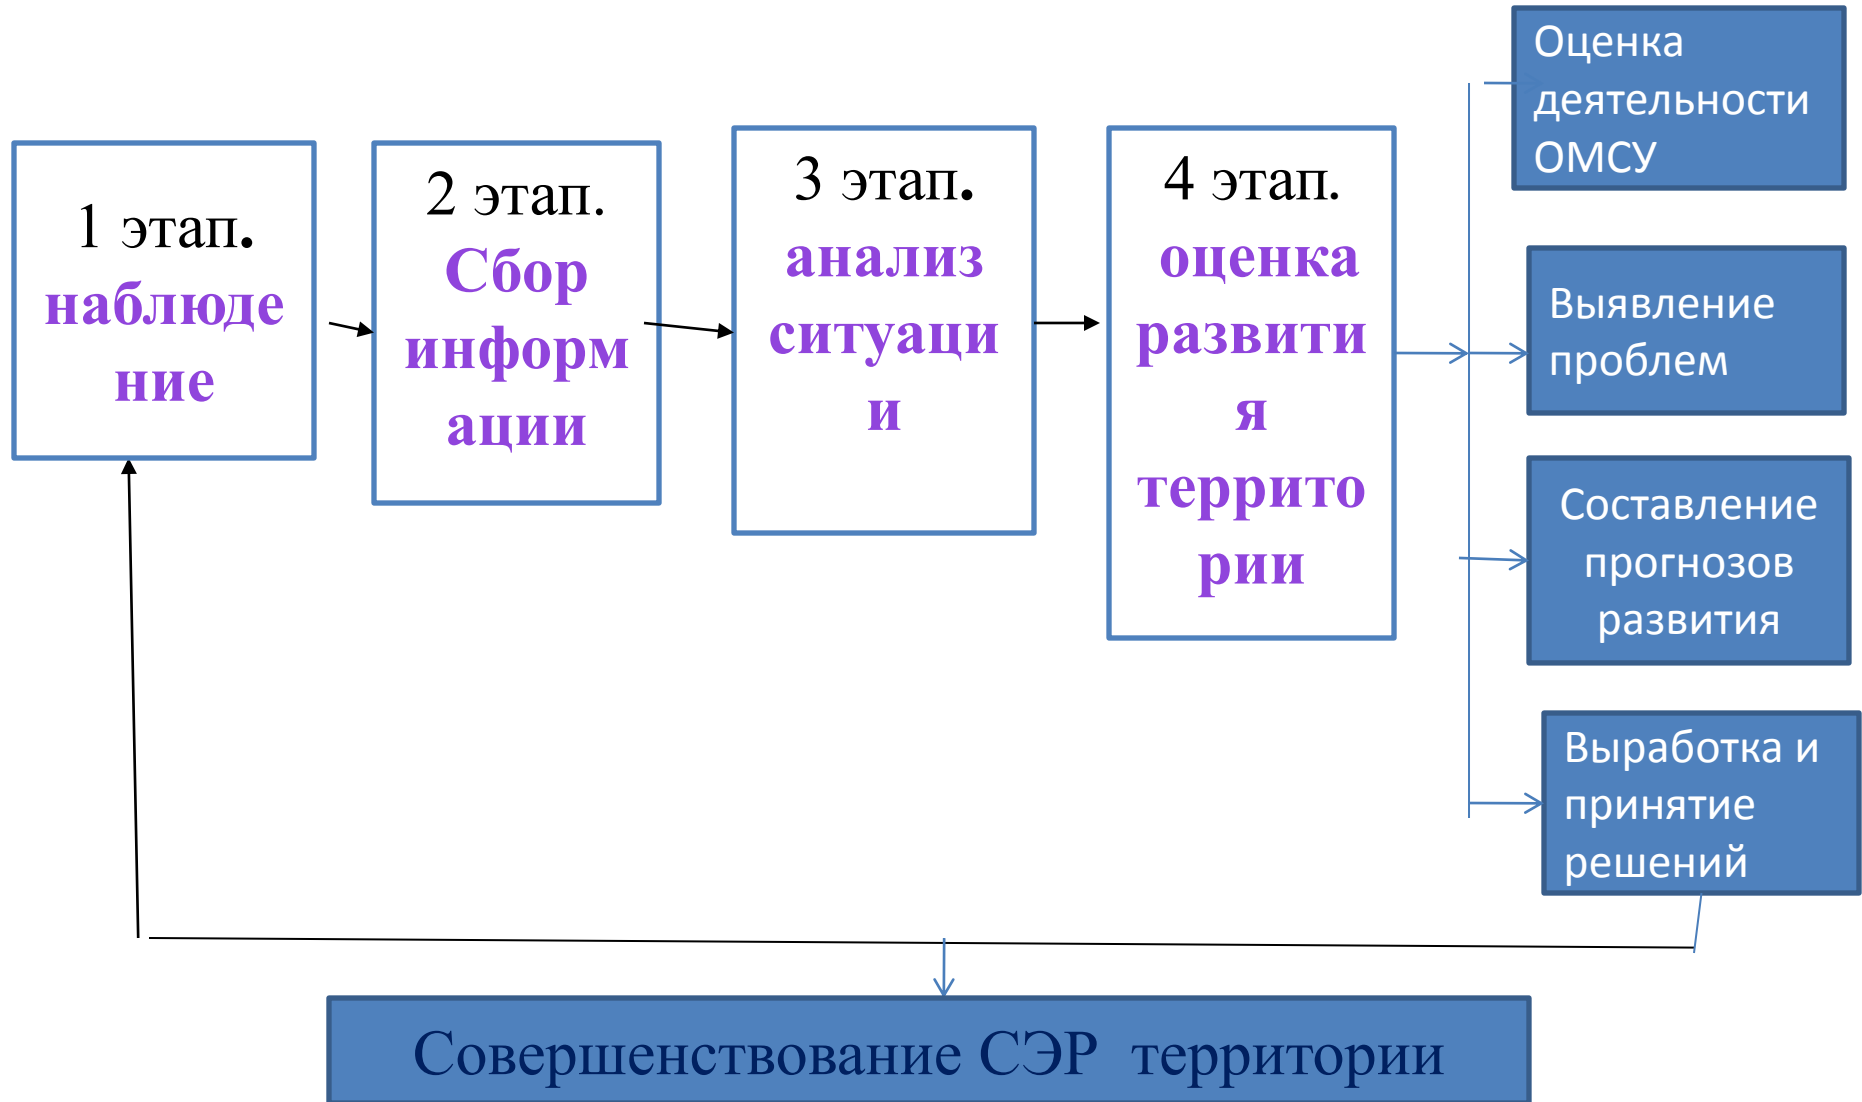 1 этап.
наблюде
ние
2 этап.
Сбор
информ
ации
3 этап.
анализ
ситуаци
и
4 этап.
оценка
развити
я
террито
рии
Оценка
деятельности
ОМСУ
Выявление
проблем
Составление
прогнозов
развития
Выработка и
принятие
решений
Совершенствование СЭР территории